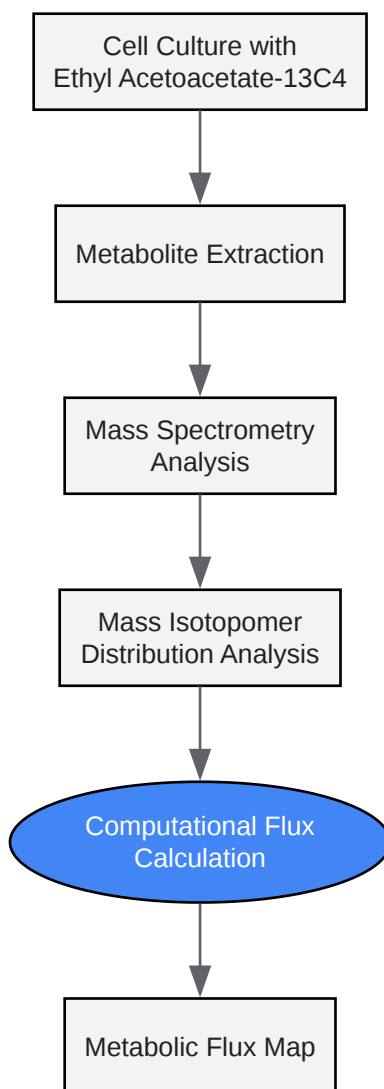 Cell Culture with
Ethyl Acetoacetate-13C4
Metabolite Extraction
Mass Spectrometry
Analysis
Mass Isotopomer
Distribution Analysis
Computational Flux
Calculation
Metabolic Flux Map